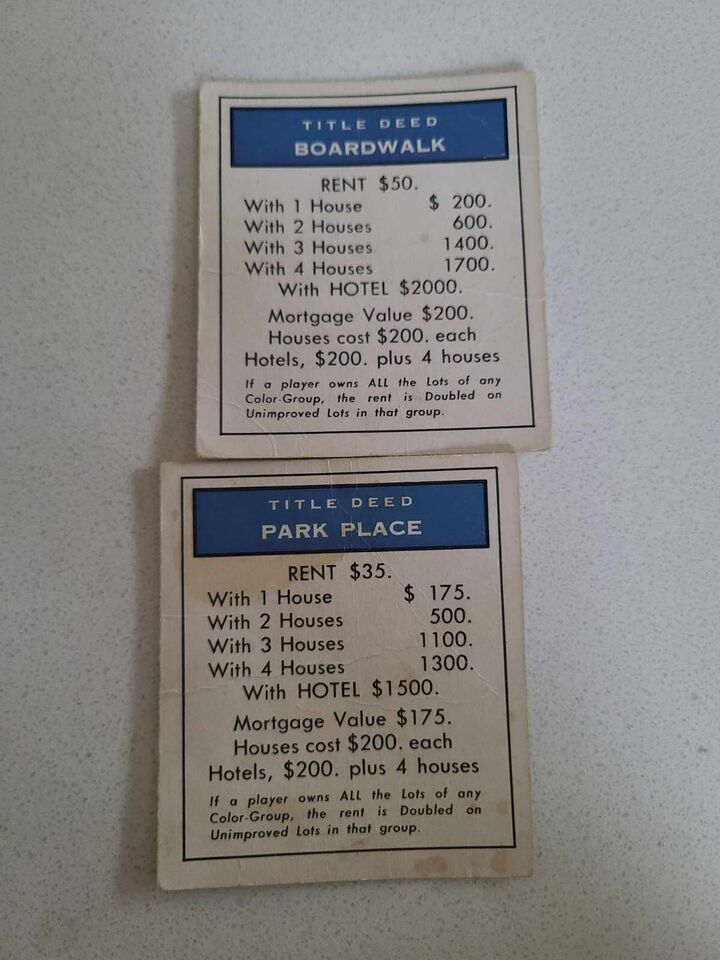 TITLE DEED
BOARDWALK
RENT $50.
With 1 House $ 200.
With 2 Houses 600.
With 3 Houses 1400.
With 4 Houses 1700.
With HOTEL $2000.
Mortgage Value $200.
Houses cost $200. each
Hotels, $200. plus 4 houses
If a player owns ALL the Lots of any
Color-Group, the rent is Doubled on
Unimproved Lots in that group.
TITLE DEED
PARK PLACE
RENT $35.
With 1 House $ 175.
With 2 Houses 500.
With 3 Houses 1100.
With 4 Houses 1300.
With HOTEL $1500.
Mortgage Value $175.
Houses cost $200. each
Hotels, $200. plus 4 houses
If a player owns ALL the Lots of any
Color-Group, the rent is Doubled on
Unimproved Lots in that group.